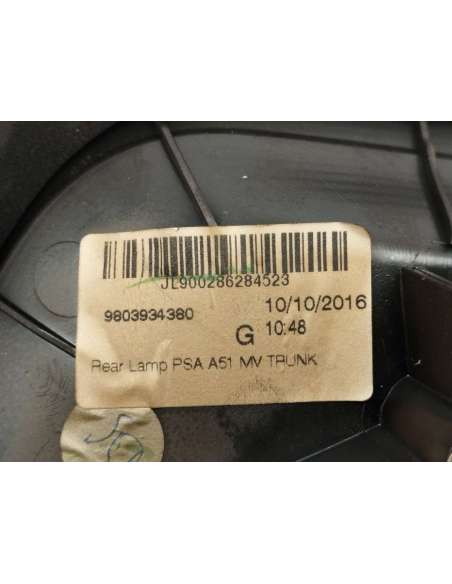 JL900286284523
9803934380
10/10/2016
G 10:48
Rear Lamp PSA A51 MV TRUNK